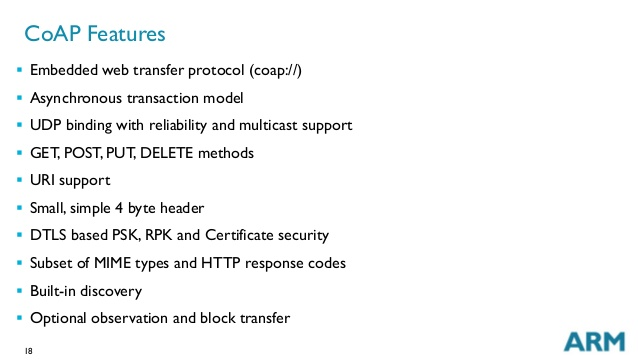 CoAP Features
Embedded web transfer protocol (coap://)
Asynchronous transaction model
UDP binding with reliability and multicast support
GET, POST, PUT, DELETE methods
URI support
Small, simple 4 byte header
DTLS based PSK, RPK and Certificate security
Subset of MIME types and HTTP response codes
Built-in discovery
Optional observation and block transfer
18
ARM